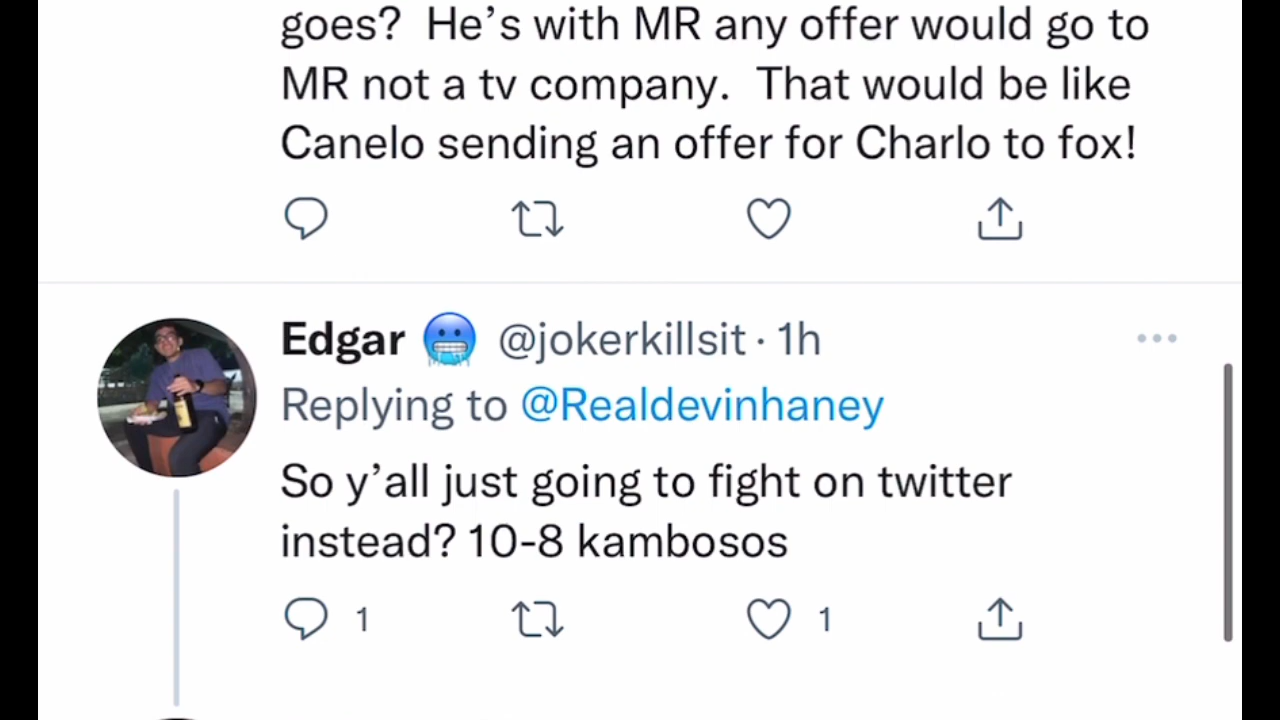 goes?  He’s with MR any offer would go to
MR not a tv company.  That would be like
Canelo sending an offer for Charlo to fox!
Edgar 🥶 @jokerkillsit · 1h
Replying to @Realdevinhaney
So y’all just going to fight on twitter
instead? 10-8 kambosos
1 1